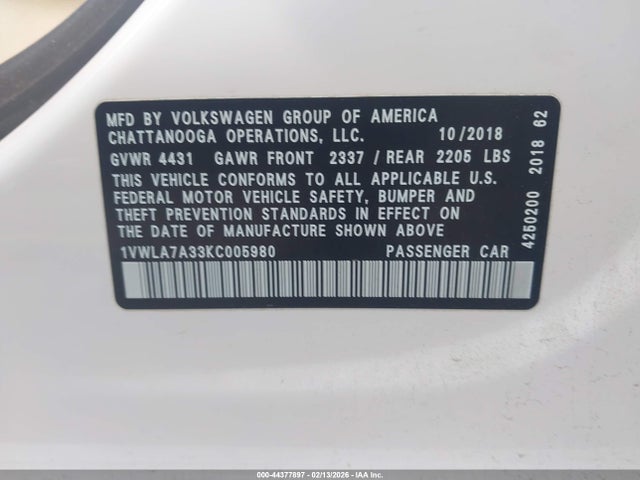 MFD BY VOLKSWAGEN GROUP OF AMERICA
CHATTANOOGA OPERATIONS, LLC. 10/2018
GVWR 4431 GAWR FRONT 2337 / REAR 2205 LBS
THIS VEHICLE CONFORMS TO ALL APPLICABLE U.S.
FEDERAL MOTOR VEHICLE SAFETY, BUMPER AND
THEFT PREVENTION STANDARDS IN EFFECT ON
THE DATE OF MANUFACTURE SHOWN ABOVE
1VWLA7A33KC005980 PASSENGER CAR
4250200 2018 62
000-44377897 - 02/13/2026 - IAA Inc.